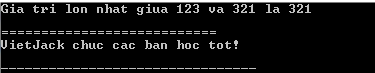 Gia tri lon nhat giua 123 va 321 la 321
===========================
VietJack chuc cac ban hoc tot!
--------------------------------